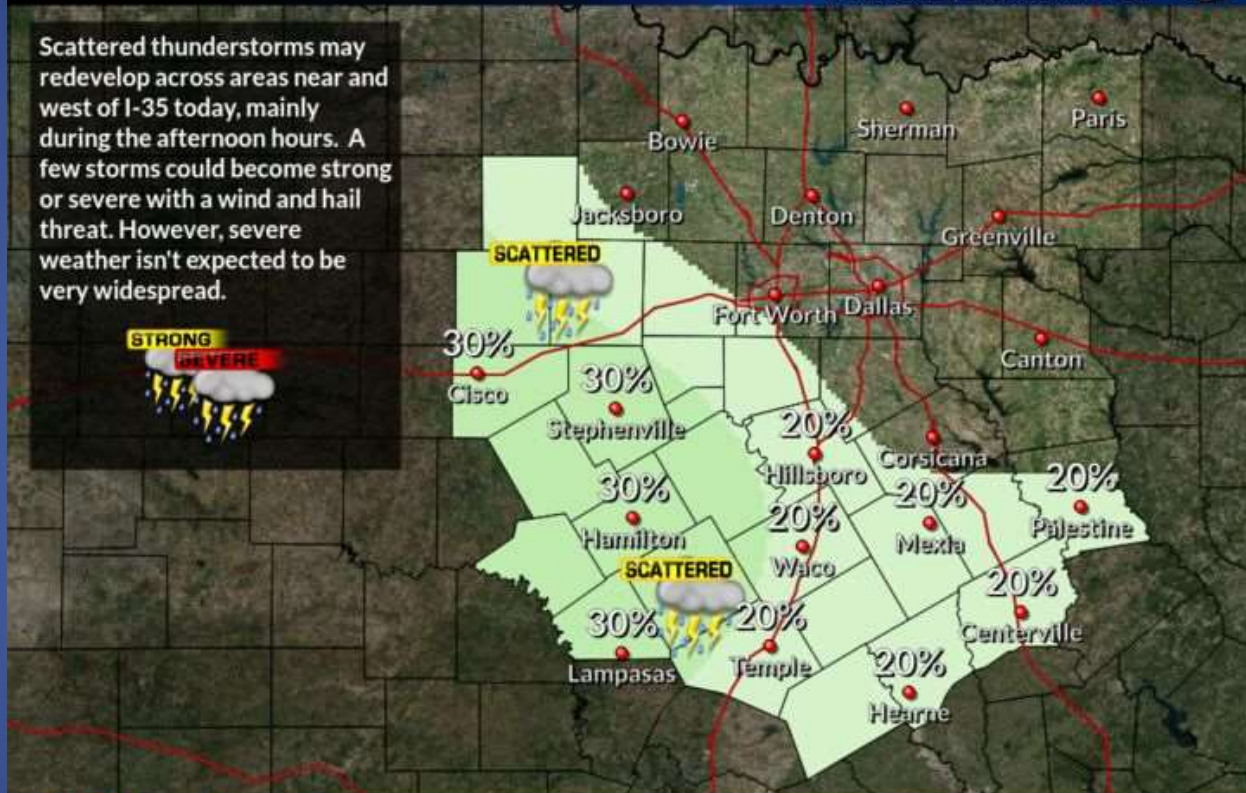 Scattered thunderstorms may
redevelop across areas near and
west of I-35 today, mainly
during the afternoon hours.  A
few storms could become strong
or severe with a wind and hail
threat. However, severe
weather isn't expected to be
very widespread.
STRONG
SEVERE
Paris
Sherman
Bowie
Jacksboro
Denton
Greenville
SCATTERED
Fort Worth
Dallas
30%
Cisco
Canton
30%
Stephenville
20%
Hillsboro
Corsicana
30%
Hamilton
20%
Waco
20%
Mexia
20%
Palestine
SCATTERED
30%
Lampasas
20%
Temple
20%
Centerville
20%
Hearne